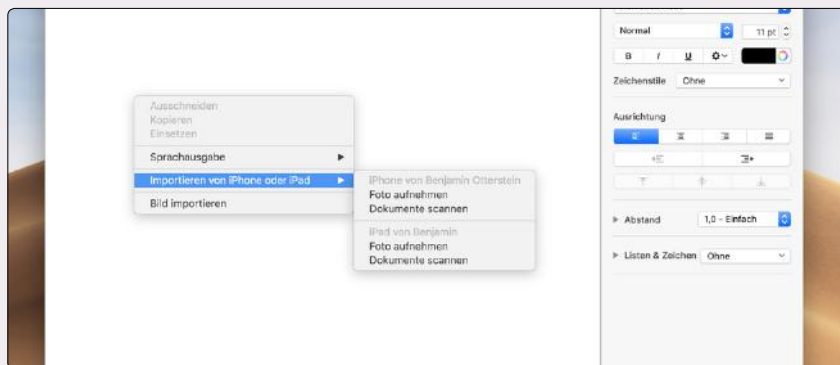 Ausschneiden
Kopieren
Einsetzen
Sprachausgabe
Importieren von iPhone oder iPad
Bild importieren
iPhone von Benjamin Otterstein
Foto aufnehmen
Dokumente scannen
iPad von Benjamin
Foto aufnehmen
Dokumente scannen
Normal 11 pt
B I U
Zeichenstile Ohne
Ausrichtung
Abstand 1,0 – Einfach
Listen & Zeichen Ohne